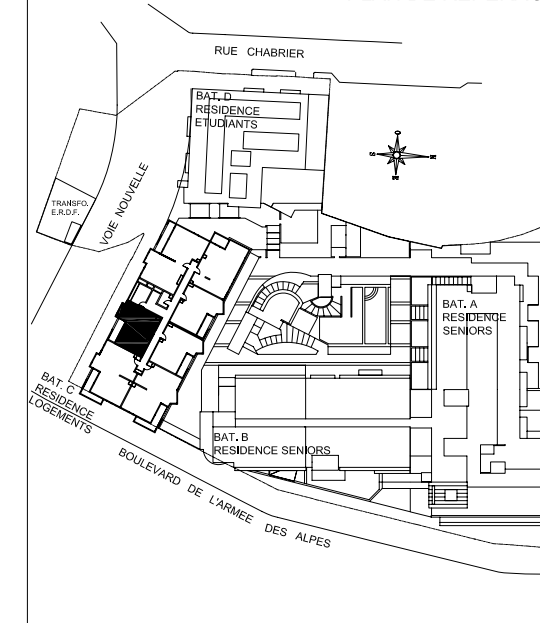 RUE CHABRIER
BAT. D
RESIDENCE
ETUDIANTS
TRANSFO.
E.R.D.F.
VOIE NOUVELLE
BAT. A
RESIDENCE
SENIORS
BAT. C
RESIDENCE
LOGEMENTS
BAT. B
RESIDENCE SENIORS
BOULEVARD DE L'ARMEE DES ALPES